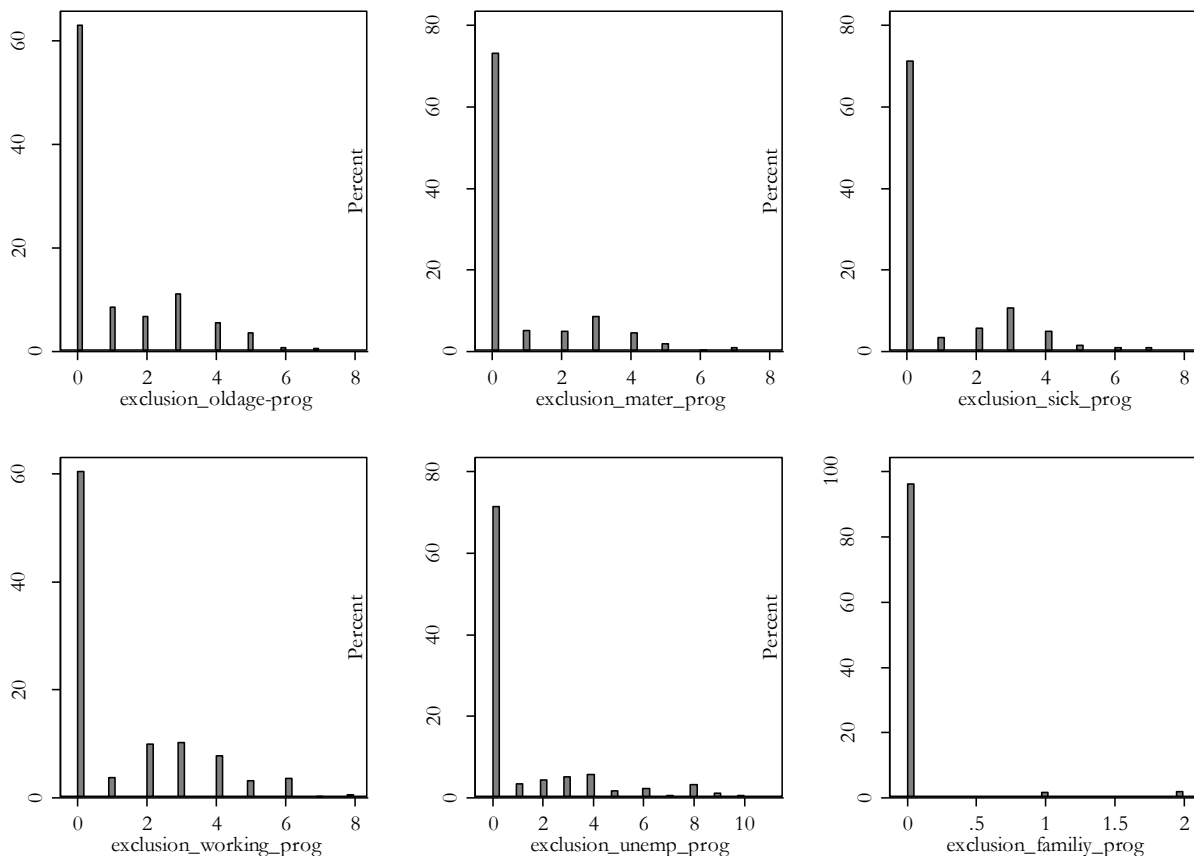 60
40
20
0
0 2 4 6 8
exclusion_oldage-prog
Percent
80
60
40
20
0
0 2 4 6 8
exclusion_mater_prog
Percent
80
60
40
20
0
0 2 4 6 8
exclusion_sick_prog
60
40
20
0
0 2 4 6 8
exclusion_working_prog
Percent
80
60
40
20
0
0 2 4 6 8 10
exclusion_unemp_prog
Percent
100
80
60
40
20
0
0 .5 1 1.5 2
exclusion_familiy_prog